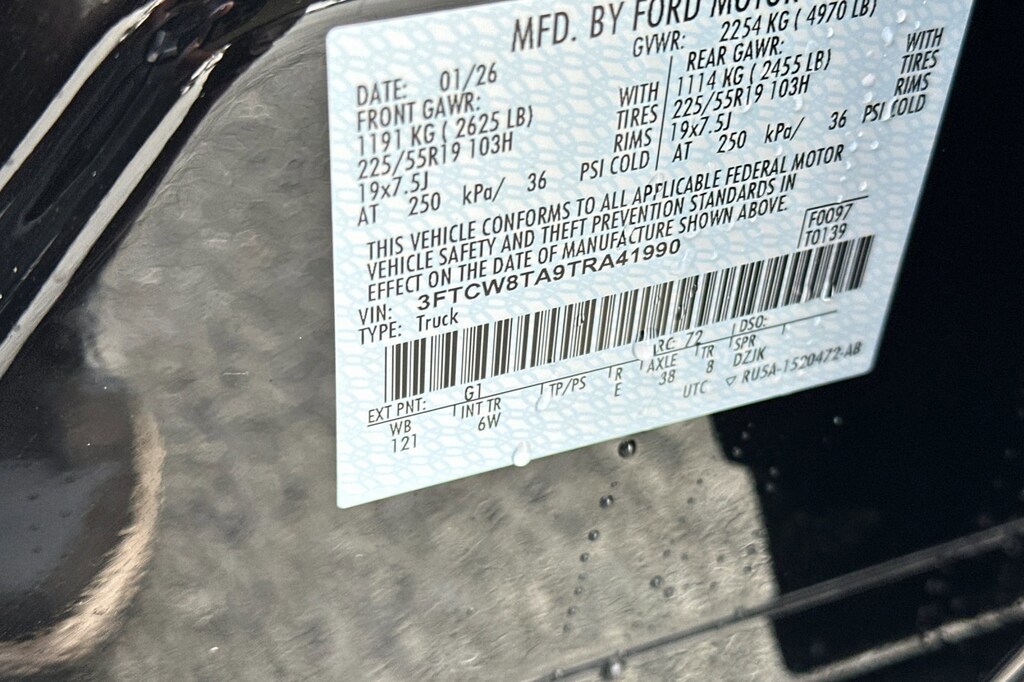 MFD. BY FORD MOTOR
GVWR: 2254 KG ( 4970 LB)
DATE: 01/26
FRONT GAWR:
1191 KG ( 2625 LB)
225/55R19 103H
19x7.5J
AT 250 kPa/ 36 PSI COLD
WITH
TIRES
RIMS
REAR GAWR:
1114 KG ( 2455 LB)
225/55R19 103H
19x7.5J
AT 250 kPa/ 36 PSI COLD
WITH
TIRES
RIMS
THIS VEHICLE CONFORMS TO ALL APPLICABLE FEDERAL MOTOR
VEHICLE SAFETY AND THEFT PREVENTION STANDARDS IN
EFFECT ON THE DATE OF MANUFACTURE SHOWN ABOVE.
F0097
T0139
VIN: 3FTCW8TA9TRA41990
TYPE: Truck
EXT PNT: G1 RC: 72 DSO:
WB INT TR TP/PS R AXLE TR SPR
121 6W E 38 8 DZJK
UTC ▽ RU5A-1520472-AB